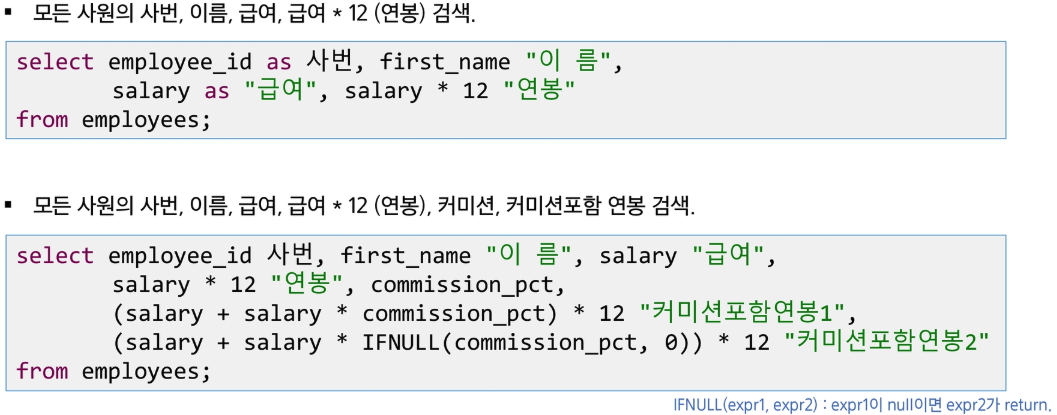 ▪ 모든 사원의 사번, 이름, 급여, 급여 * 12 (연봉) 검색.
select employee_id as 사번, first_name "이 름",
salary as "급여", salary * 12 "연봉"
from employees;
▪ 모든 사원의 사번, 이름, 급여, 급여 * 12 (연봉), 커미션, 커미션포함 연봉 검색.
select employee_id 사번, first_name "이 름", salary "급여",
salary * 12 "연봉", commission_pct,
(salary + salary * commission_pct) * 12 "커미션포함연봉1",
(salary + salary * IFNULL(commission_pct, 0)) * 12 "커미션포함연봉2"
from employees;
IFNULL(expr1, expr2) : expr1이 null이면 expr2가 return.